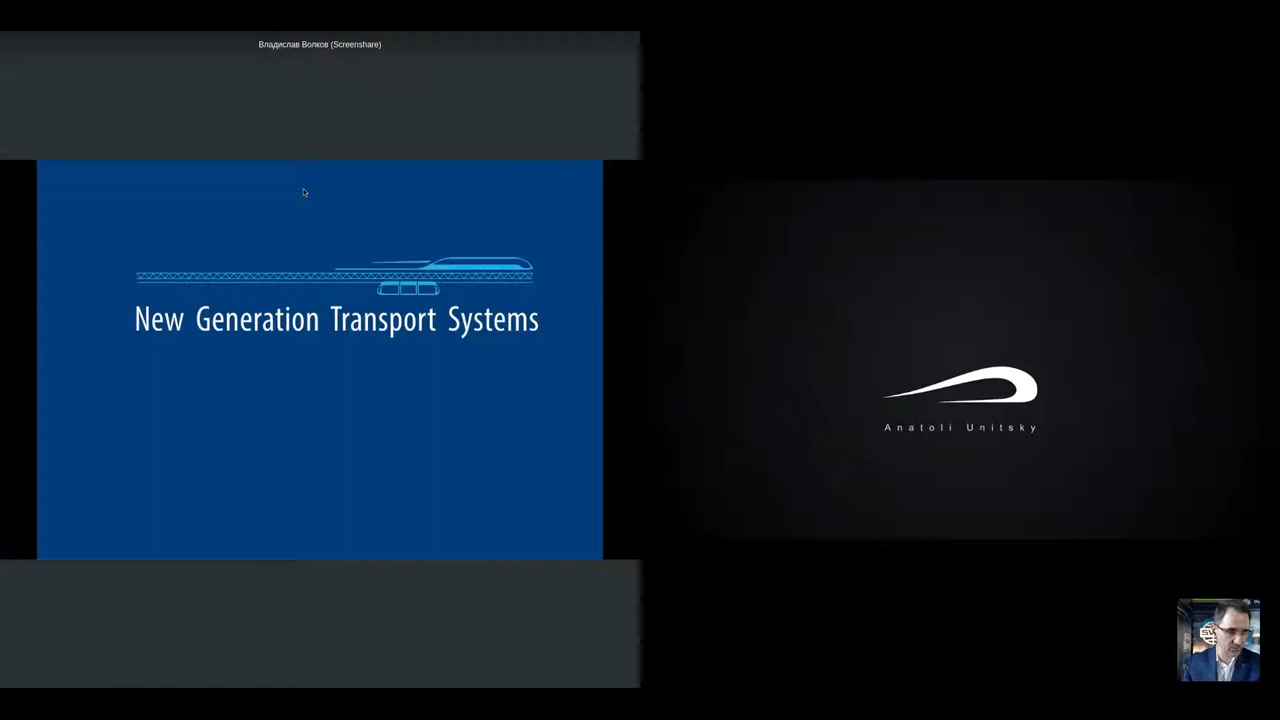 Владислав Волков (Screenshare)
New Generation Transport Systems
Anatoli Unitsky